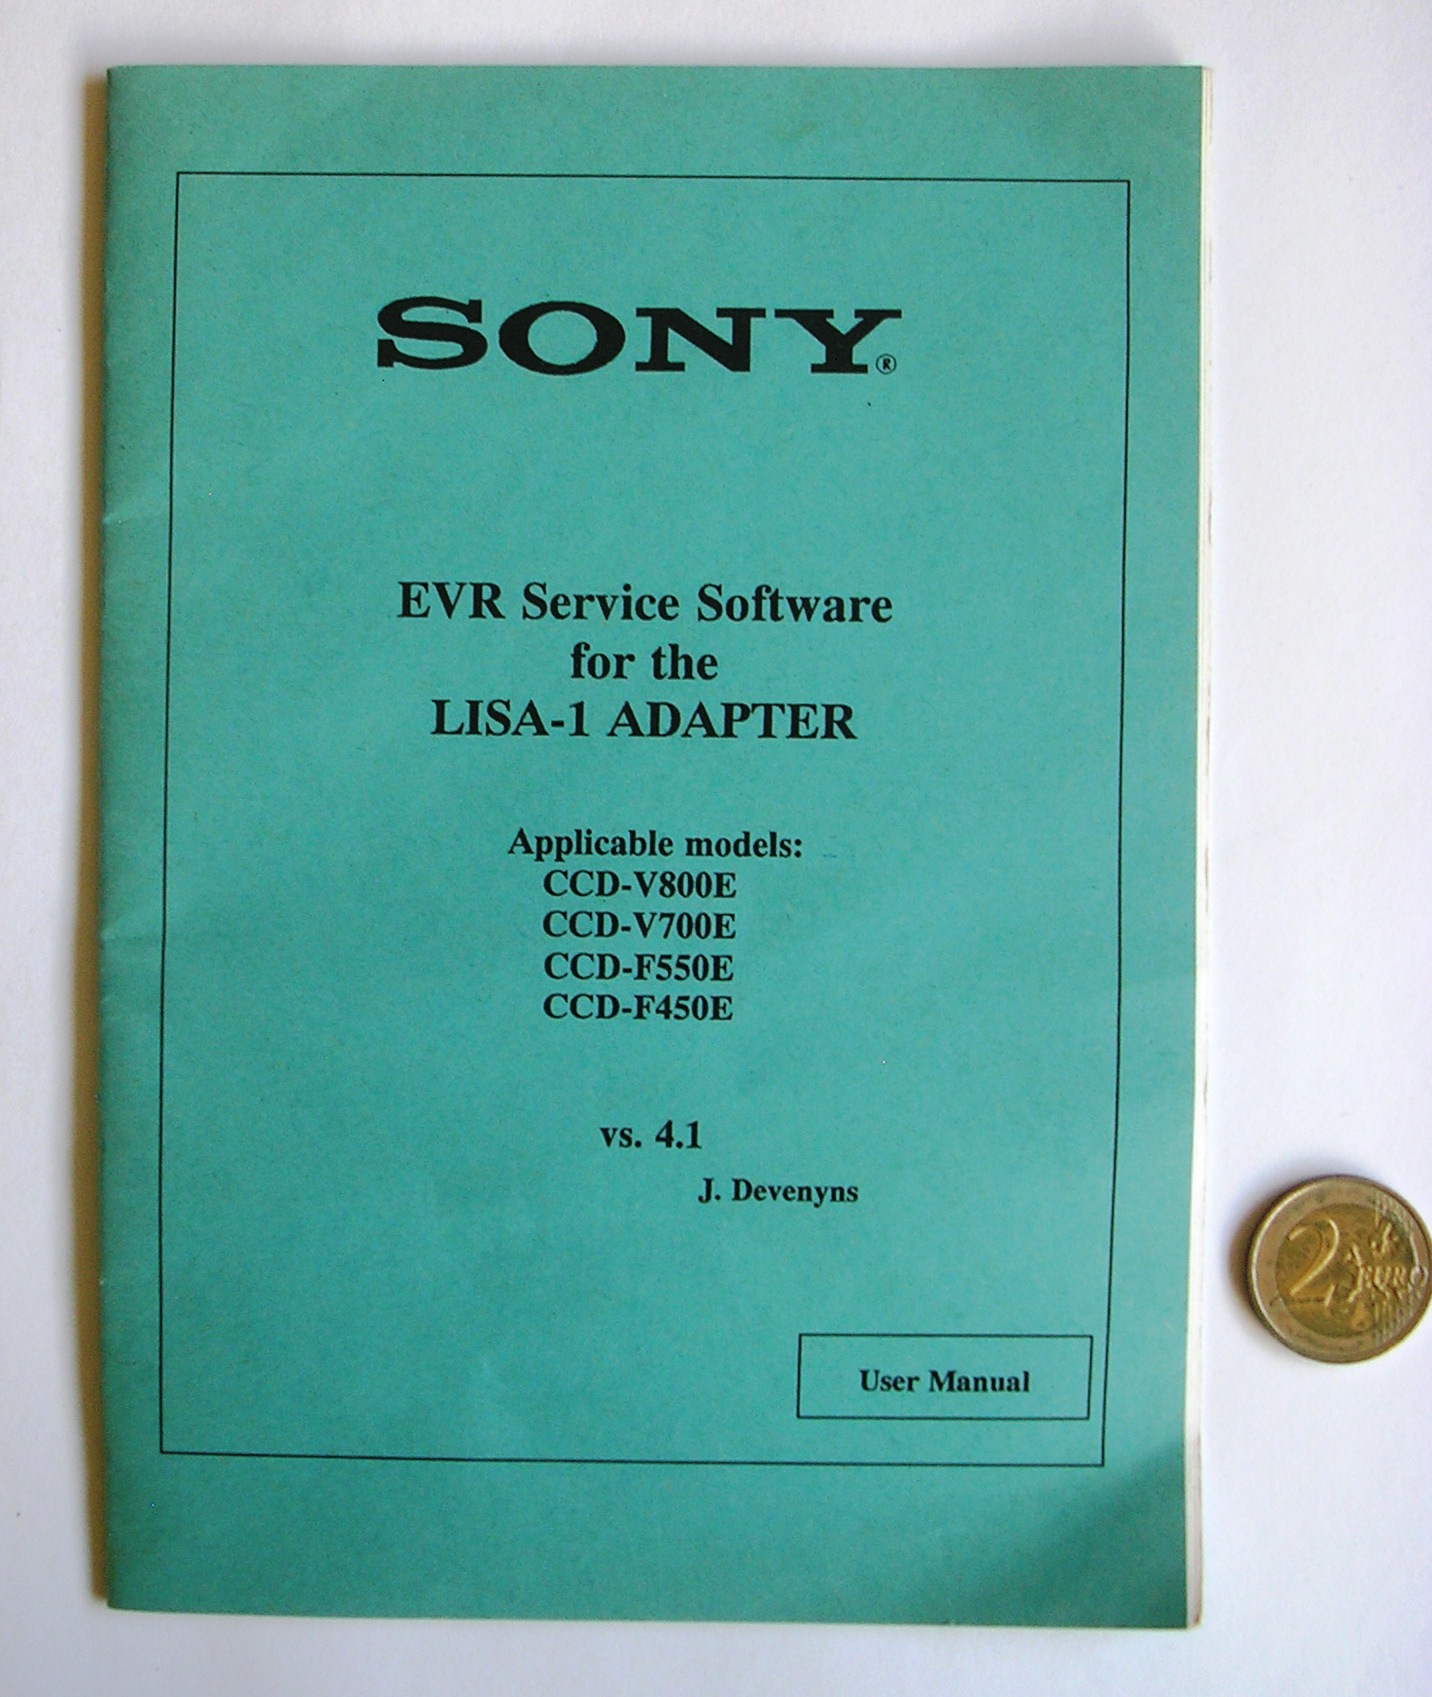 SONY®
EVR Service Software
for the
LISA-1 ADAPTER
Applicable models:
CCD-V800E
CCD-V700E
CCD-F550E
CCD-F450E
vs. 4.1
J. Devenyns
User Manual
2 EURO